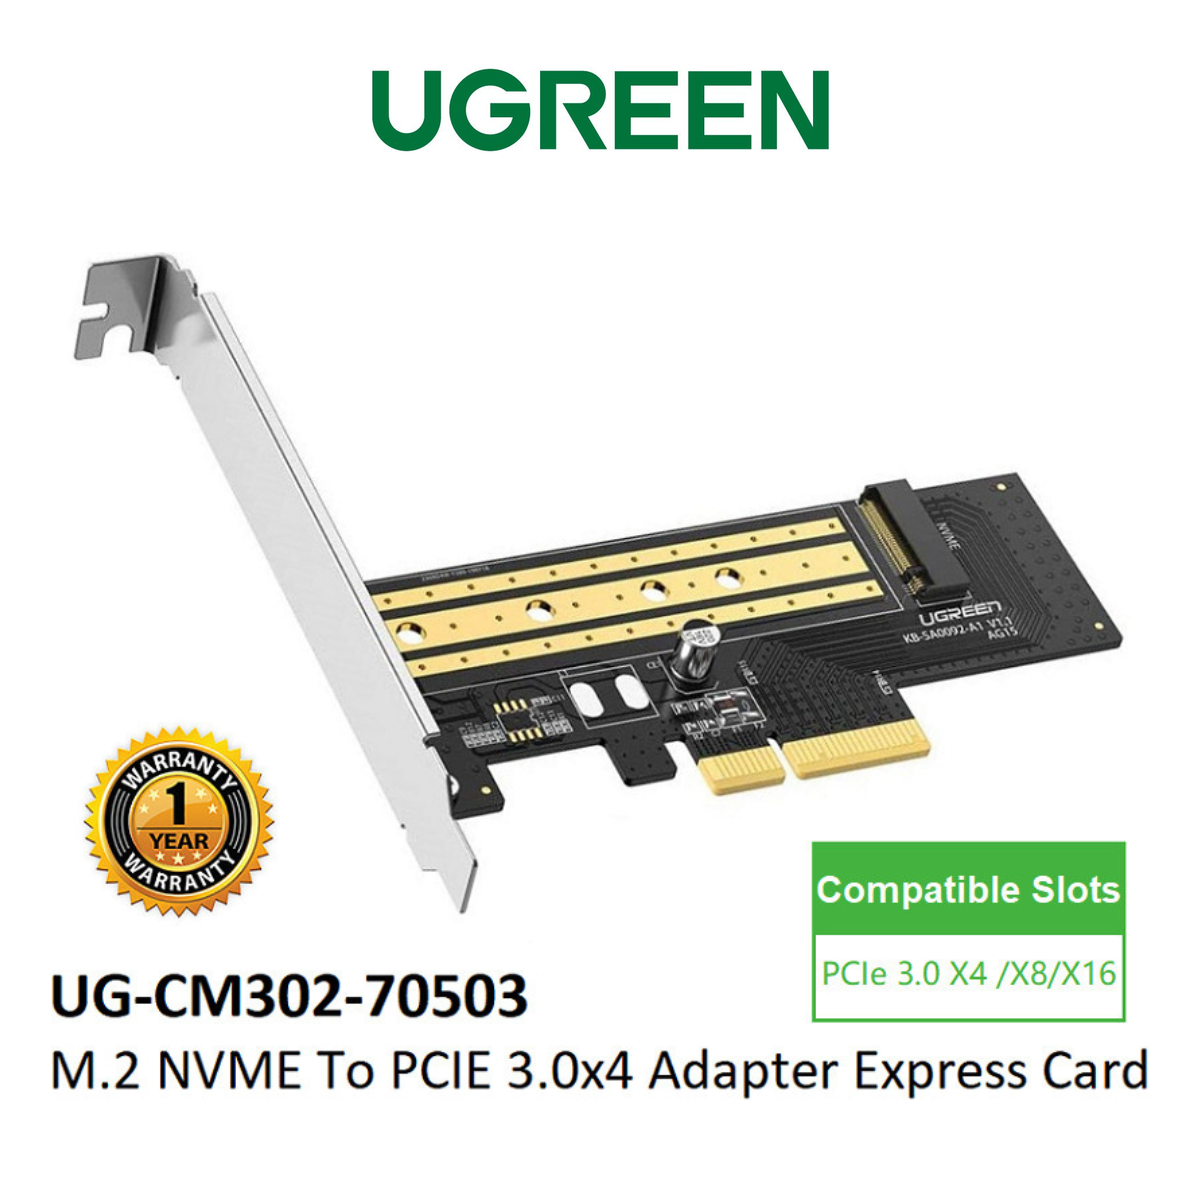 UGREEN
NVME
UGREEN
KB-SA0092-A1 V1.1
AG15
WARRANTY
1
YEAR
WARRANTY
Compatible Slots
PCIe 3.0 X4 /X8/X16
UG-CM302-70503
M.2 NVME To PCIE 3.0x4 Adapter Express Card